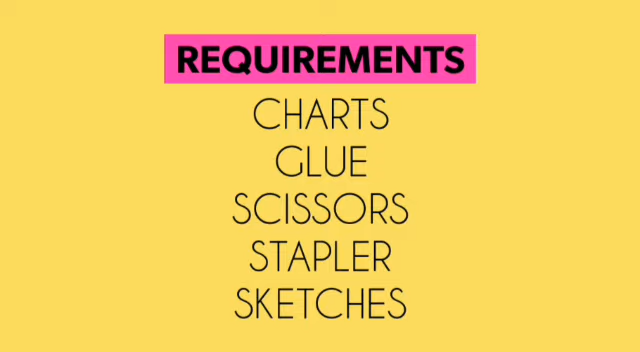 REQUIREMENTS
CHARTS
GLUE
SCISSORS
STAPLER
SKETCHES